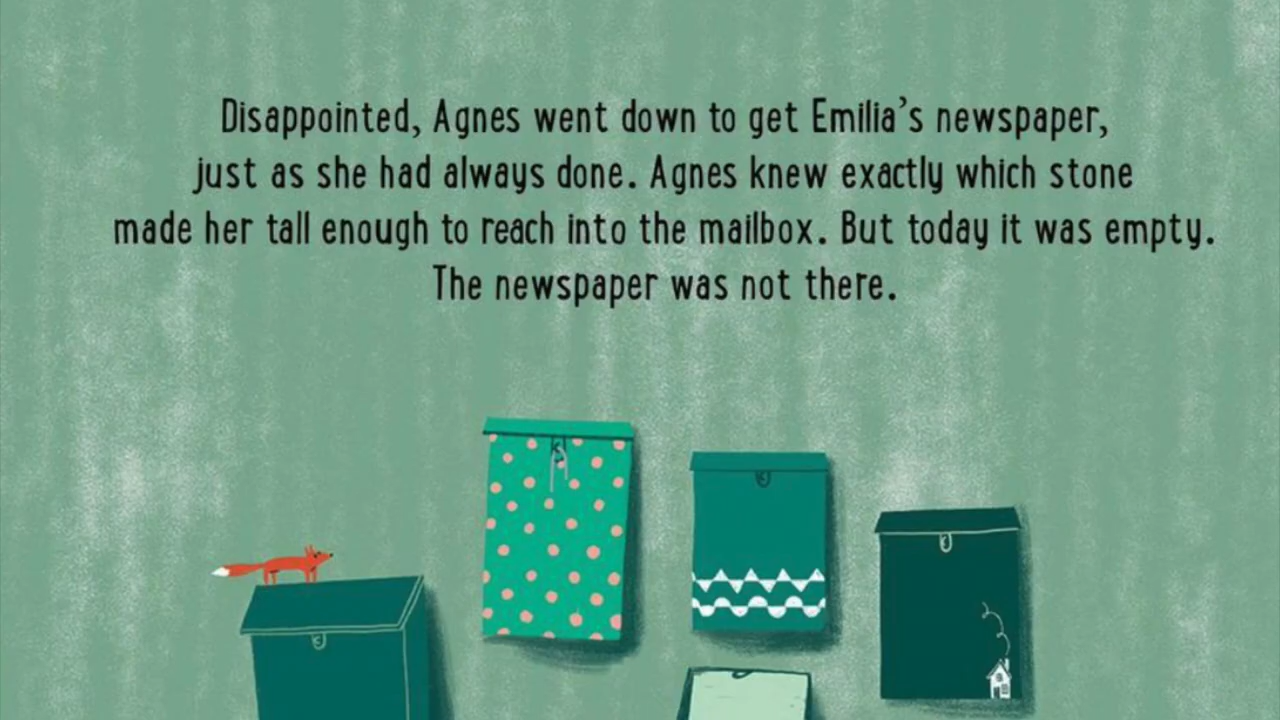 Disappointed, Agnes went down to get Emilia's newspaper,
just as she had always done. Agnes knew exactly which stone
made her tall enough to reach into the mailbox. But today it was empty.
The newspaper was not there.